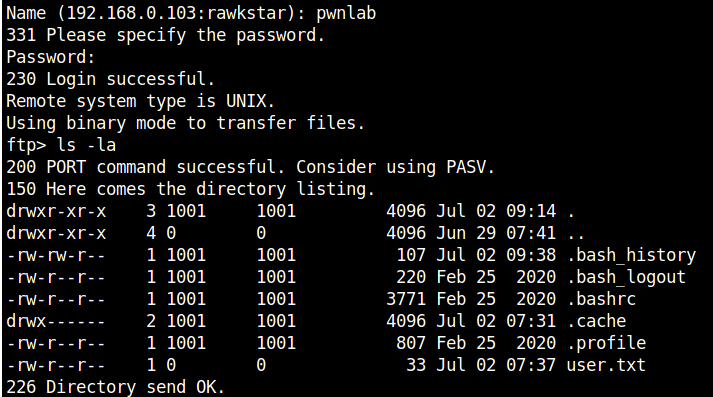 Name (192.168.0.103:rawkstar): pwnlab
331 Please specify the password.
Password:
230 Login successful.
Remote system type is UNIX.
Using binary mode to transfer files.
ftp> ls -la
200 PORT command successful. Consider using PASV.
150 Here comes the directory listing.
drwxr-xr-x    3 1001     1001         4096 Jul 02 09:14 .
drwxr-xr-x    4 0        0            4096 Jun 29 07:41 ..
-rw-rw-r--    1 1001     1001          107 Jul 02 09:38 .bash_history
-rw-r--r--    1 1001     1001          220 Feb 25  2020 .bash_logout
-rw-r--r--    1 1001     1001         3771 Feb 25  2020 .bashrc
drwx------    2 1001     1001         4096 Jul 02 07:31 .cache
-rw-r--r--    1 1001     1001          807 Feb 25  2020 .profile
-rw-r--r--    1 0        0              33 Jul 02 07:37 user.txt
226 Directory send OK.